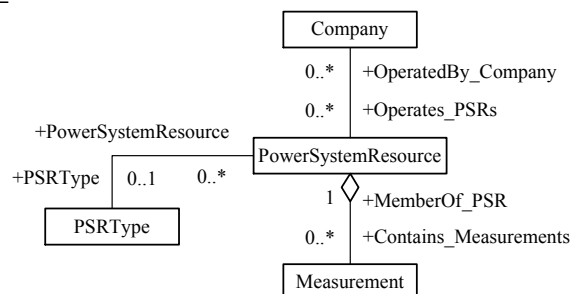 Company
0..* +OperatedBy_Company
0..* +Operates_PSRs
+PowerSystemResource
PowerSystemResource
+PSRType 0..1 0..*
1 +MemberOf_PSR
PSRType
0..* +Contains_Measurements
Measurement